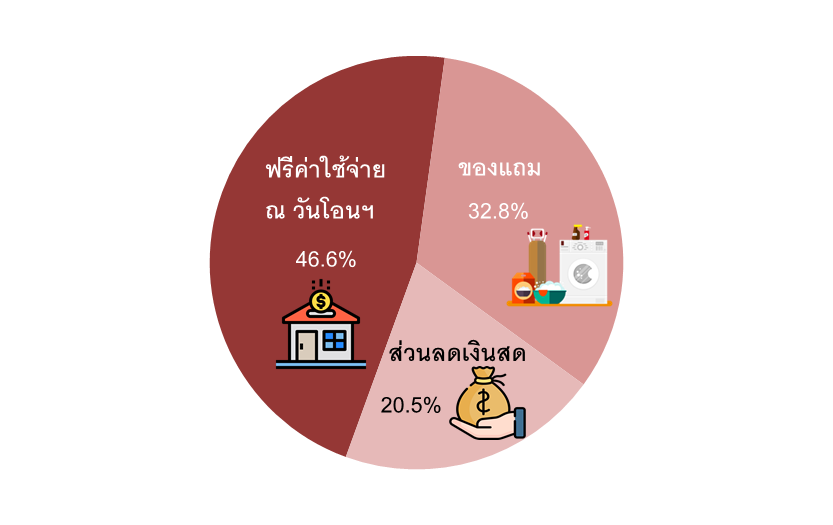 ฟรีค่าใช้จ่าย
ณ วันโอนฯ
46.6%
ของแถม
32.8%
ส่วนลดเงินสด
20.5%